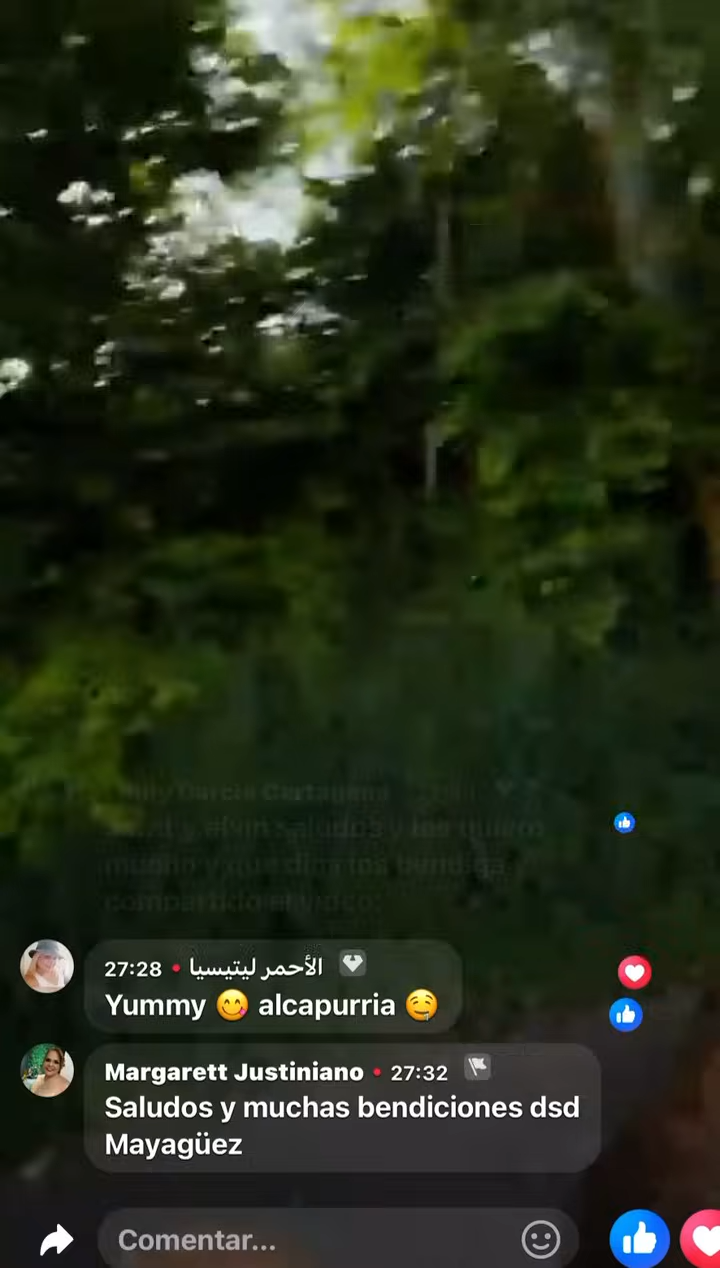 27:28 • الأحمر ليتيسيا
Yummy 😋 alcapurria 🤤
Margarett Justiniano • 27:32
Saludos y muchas bendiciones dsd
Mayagüez
Comentar...